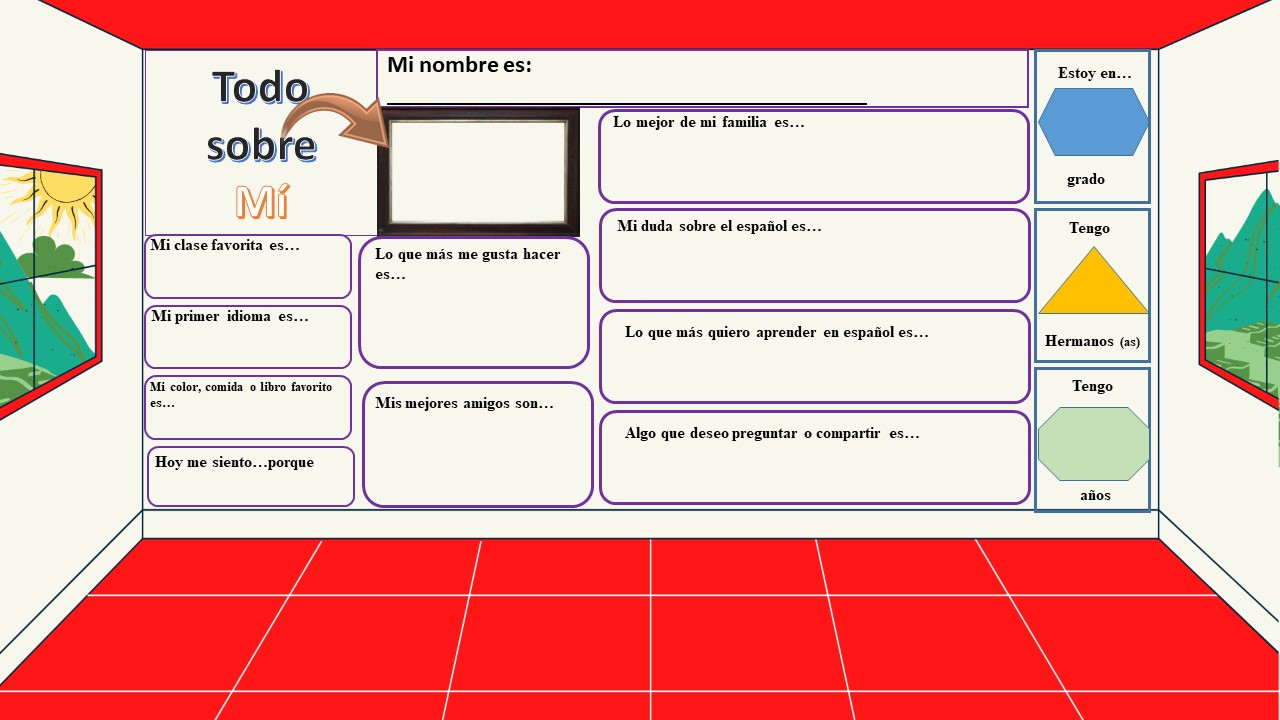 Todo
sobre
Mí
Mi nombre es:
Estoy en…
grado
Lo mejor de mi familia es…
Mi clase favorita es…
Lo que más me gusta hacer
es…
Mi duda sobre el español es…
Tengo
Hermanos (as)
Mi primer idioma es…
Lo que más quiero aprender en español es…
Mi color, comida o libro favorito
es…
Mis mejores amigos son…
Tengo
años
Hoy me siento…porque
Algo que deseo preguntar o compartir es…